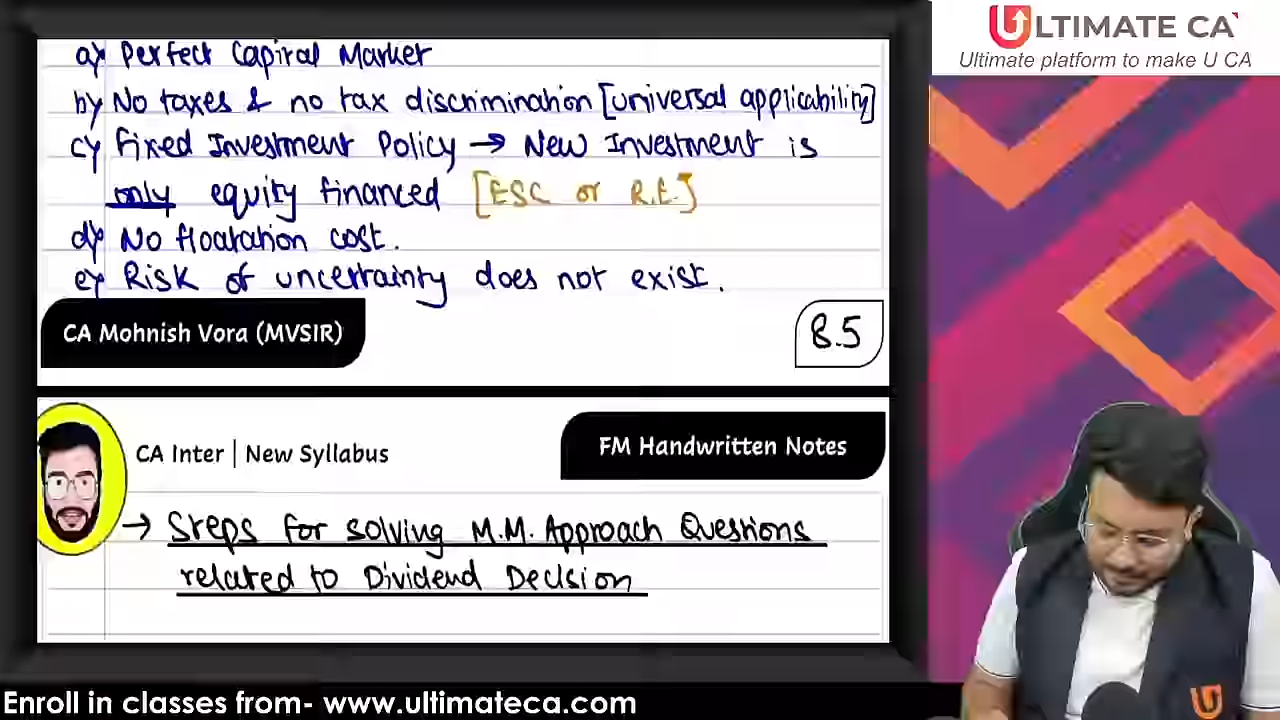 a) Perfect Capital Market
b) No taxes & no tax discrimination [universal applicability]
c) Fixed Investment Policy → New Investment is
only equity financed [ESC or R.E.]
d) No floatation cost.
e) Risk of uncertainty does not exist.
CA Mohnish Vora (MVSIR)
8.5
CA Inter | New Syllabus
FM Handwritten Notes
→ Steps for solving M.M. Approach Questions
related to Dividend Decision
ULTIMATE CA
Ultimate platform to make U CA
Enroll in classes from- www.ultimateca.com